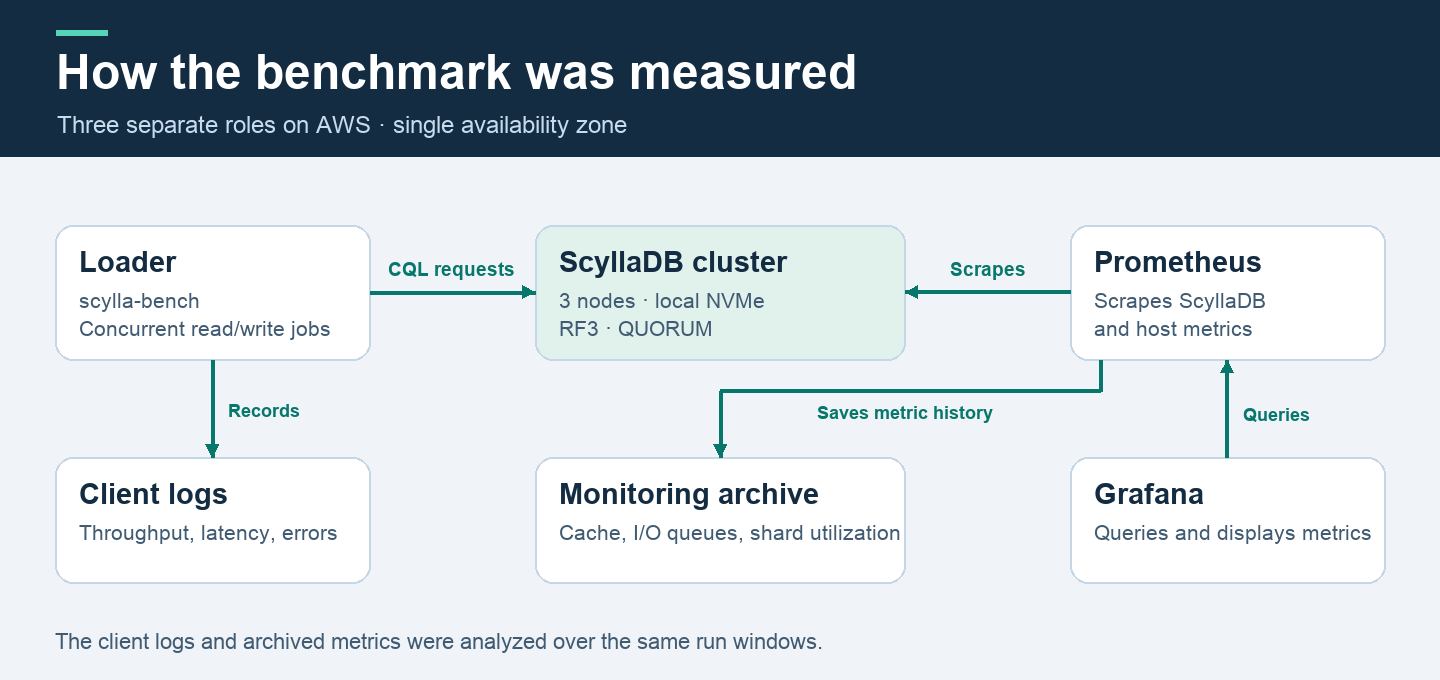 How the benchmark was measured
Three separate roles on AWS · single availability zone
Loader
scylla-bench
Concurrent read/write jobs
CQL requests
ScyllaDB cluster
3 nodes · local NVMe
RF3 · QUORUM
Scrapes
Prometheus
Scrapes ScyllaDB
and host metrics
Records
Saves metric history
Queries
Client logs
Throughput, latency, errors
Monitoring archive
Cache, I/O queues, shard utilization
Grafana
Queries and displays metrics
The client logs and archived metrics were analyzed over the same run windows.